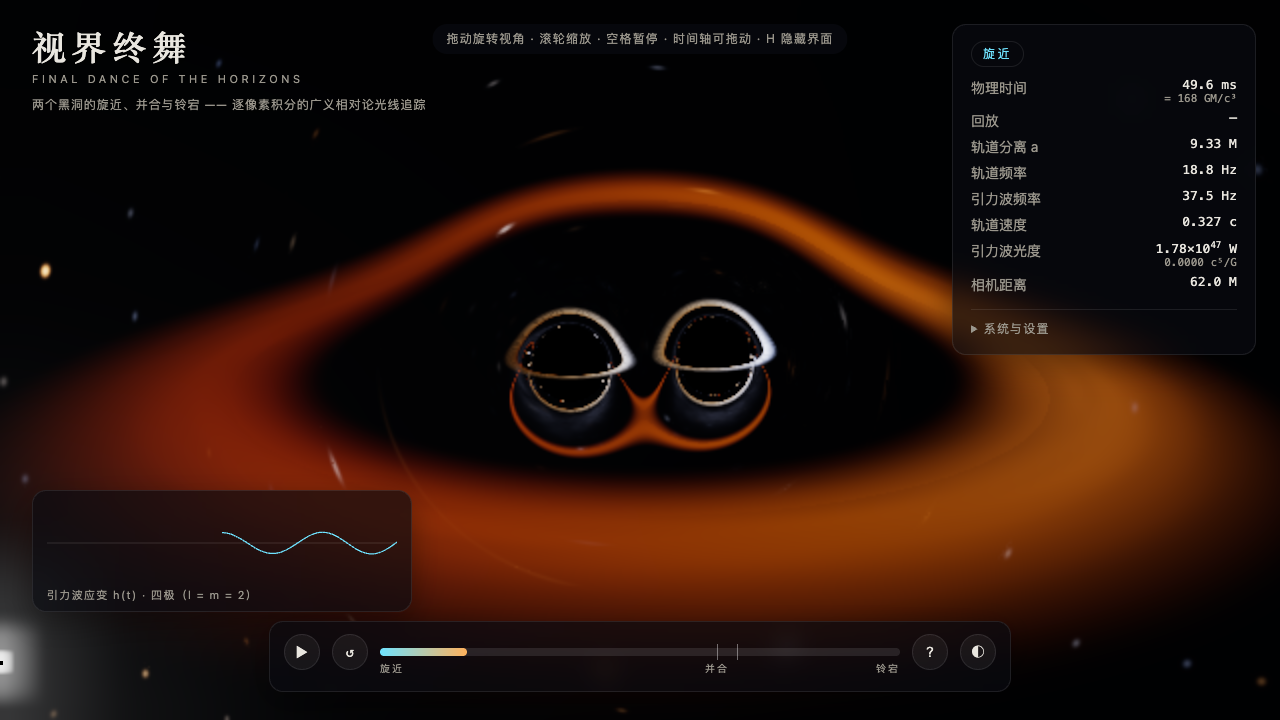 视界终舞
FINAL DANCE OF THE HORIZONS
两个黑洞的旋近、并合与铃宕 —— 逐像素积分的广义相对论光线追踪
拖动旋转视角 · 滚轮缩放 · 空格暂停 · 时间轴可拖动 · H 隐藏界面
旋近
物理时间 49.6 ms
= 168 GM/c³
回放 —
轨道分离 a 9.33 M
轨道频率 18.8 Hz
引力波频率 37.5 Hz
轨道速度 0.327 c
引力波光度 1.78×10⁴⁷ W
0.0000 c⁵/G
相机距离 62.0 M
▶ 系统与设置
引力波应变 h(t) · 四极 (l = m = 2)
旋近 并合 铃宕
?